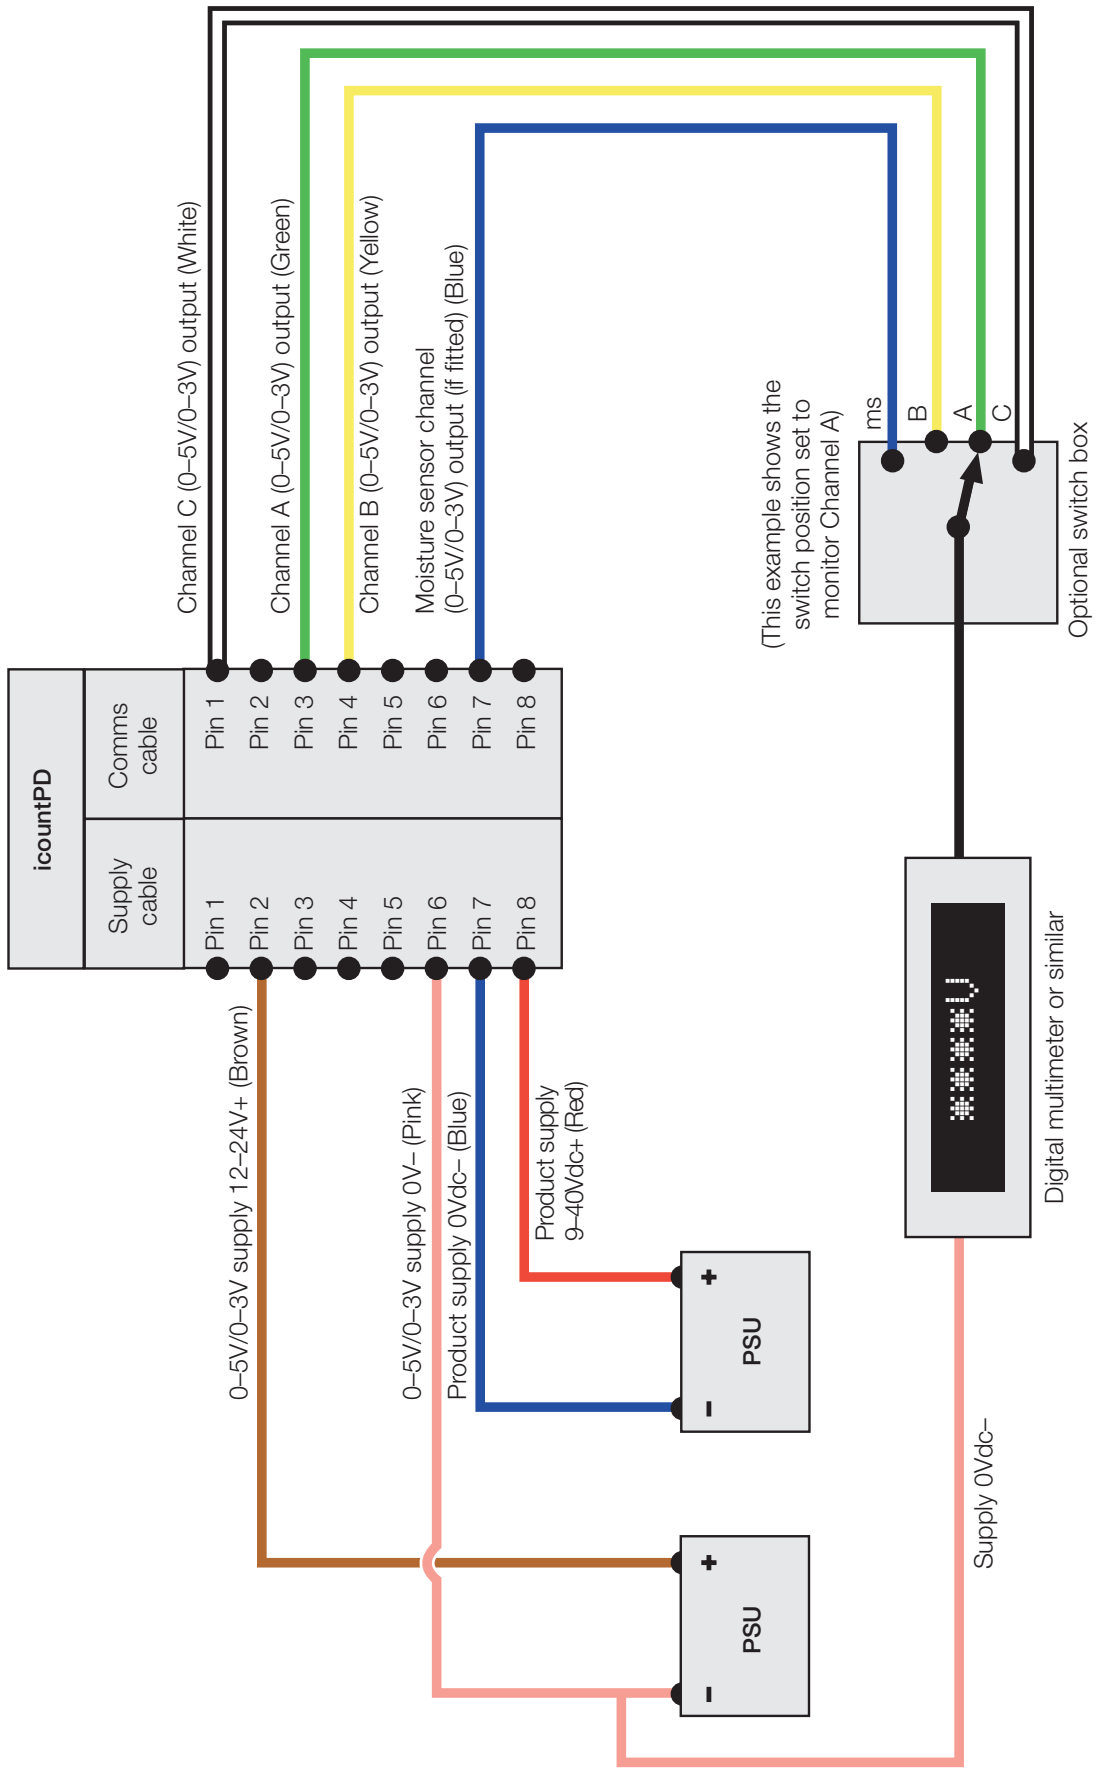 icountPD
Supply
cable
Comms
cable
Pin 1
Pin 2
Pin 3
Pin 4
Pin 5
Pin 6
Pin 7
Pin 8
Pin 1
Pin 2
Pin 3
Pin 4
Pin 5
Pin 6
Pin 7
Pin 8
0–5V/0–3V supply 12–24V+ (Brown)
0–5V/0–3V supply 0V– (Pink)
Product supply 0Vdc– (Blue)
Product supply
9–40Vdc+ (Red)
Channel C (0–5V/0–3V) output (White)
Channel A (0–5V/0–3V) output (Green)
Channel B (0–5V/0–3V) output (Yellow)
Moisture sensor channel
(0–5V/0–3V) output (if fitted) (Blue)
– PSU +
– PSU +
(This example shows the
switch position set to
monitor Channel A)
ms
B
A
C
Optional switch box
V
Digital multimeter or similar
Supply 0Vdc–